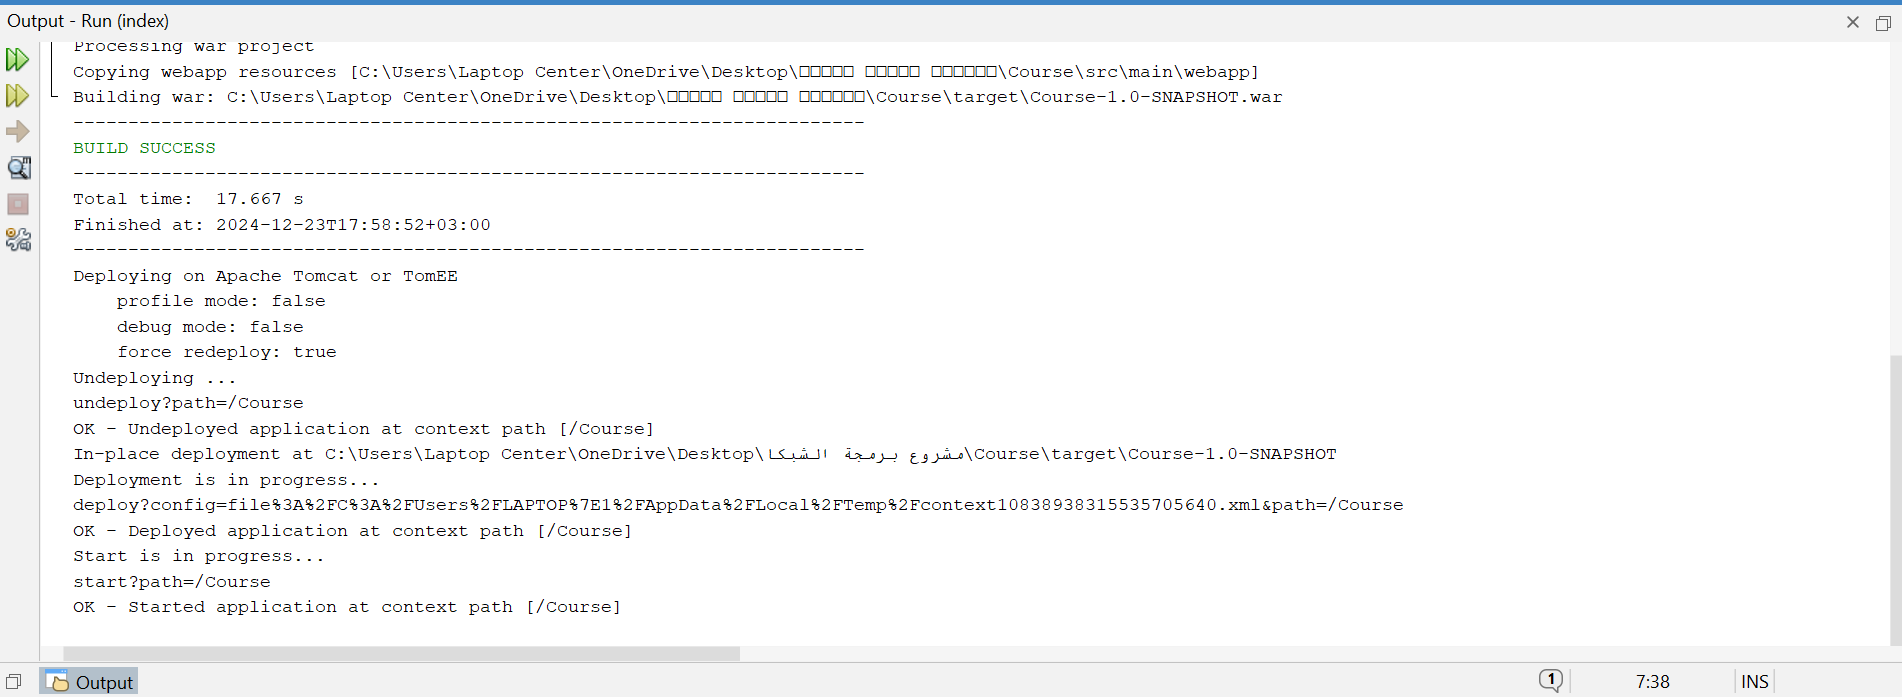 Output - Run (index)
Processing war project
Copying webapp resources [C:\Users\Laptop Center\OneDrive\Desktop\□□□□□ □□□□□ □□□□□□\Course\src\main\webapp]
Building war: C:\Users\Laptop Center\OneDrive\Desktop\□□□□□ □□□□□ □□□□□□\Course\target\Course-1.0-SNAPSHOT.war
------------------------------------------------------------------------
BUILD SUCCESS
------------------------------------------------------------------------
Total time:  17.667 s
Finished at: 2024-12-23T17:58:52+03:00
------------------------------------------------------------------------
Deploying on Apache Tomcat or TomEE
    profile mode: false
    debug mode: false
    force redeploy: true
Undeploying ...
undeploy?path=/Course
OK - Undeployed application at context path [/Course]
In-place deployment at C:\Users\Laptop Center\OneDrive\Desktop\مشروع برمجة الشبكا\Course\target\Course-1.0-SNAPSHOT
Deployment is in progress...
deploy?config=file%3A%2FC%3A%2FUsers%2FLAPTOP%7E1%2FAppData%2FLocal%2FTemp%2Fcontext10838938315535705640.xml&path=/Course
OK - Deployed application at context path [/Course]
Start is in progress...
start?path=/Course
OK - Started application at context path [/Course]
Output
1
7:38
INS